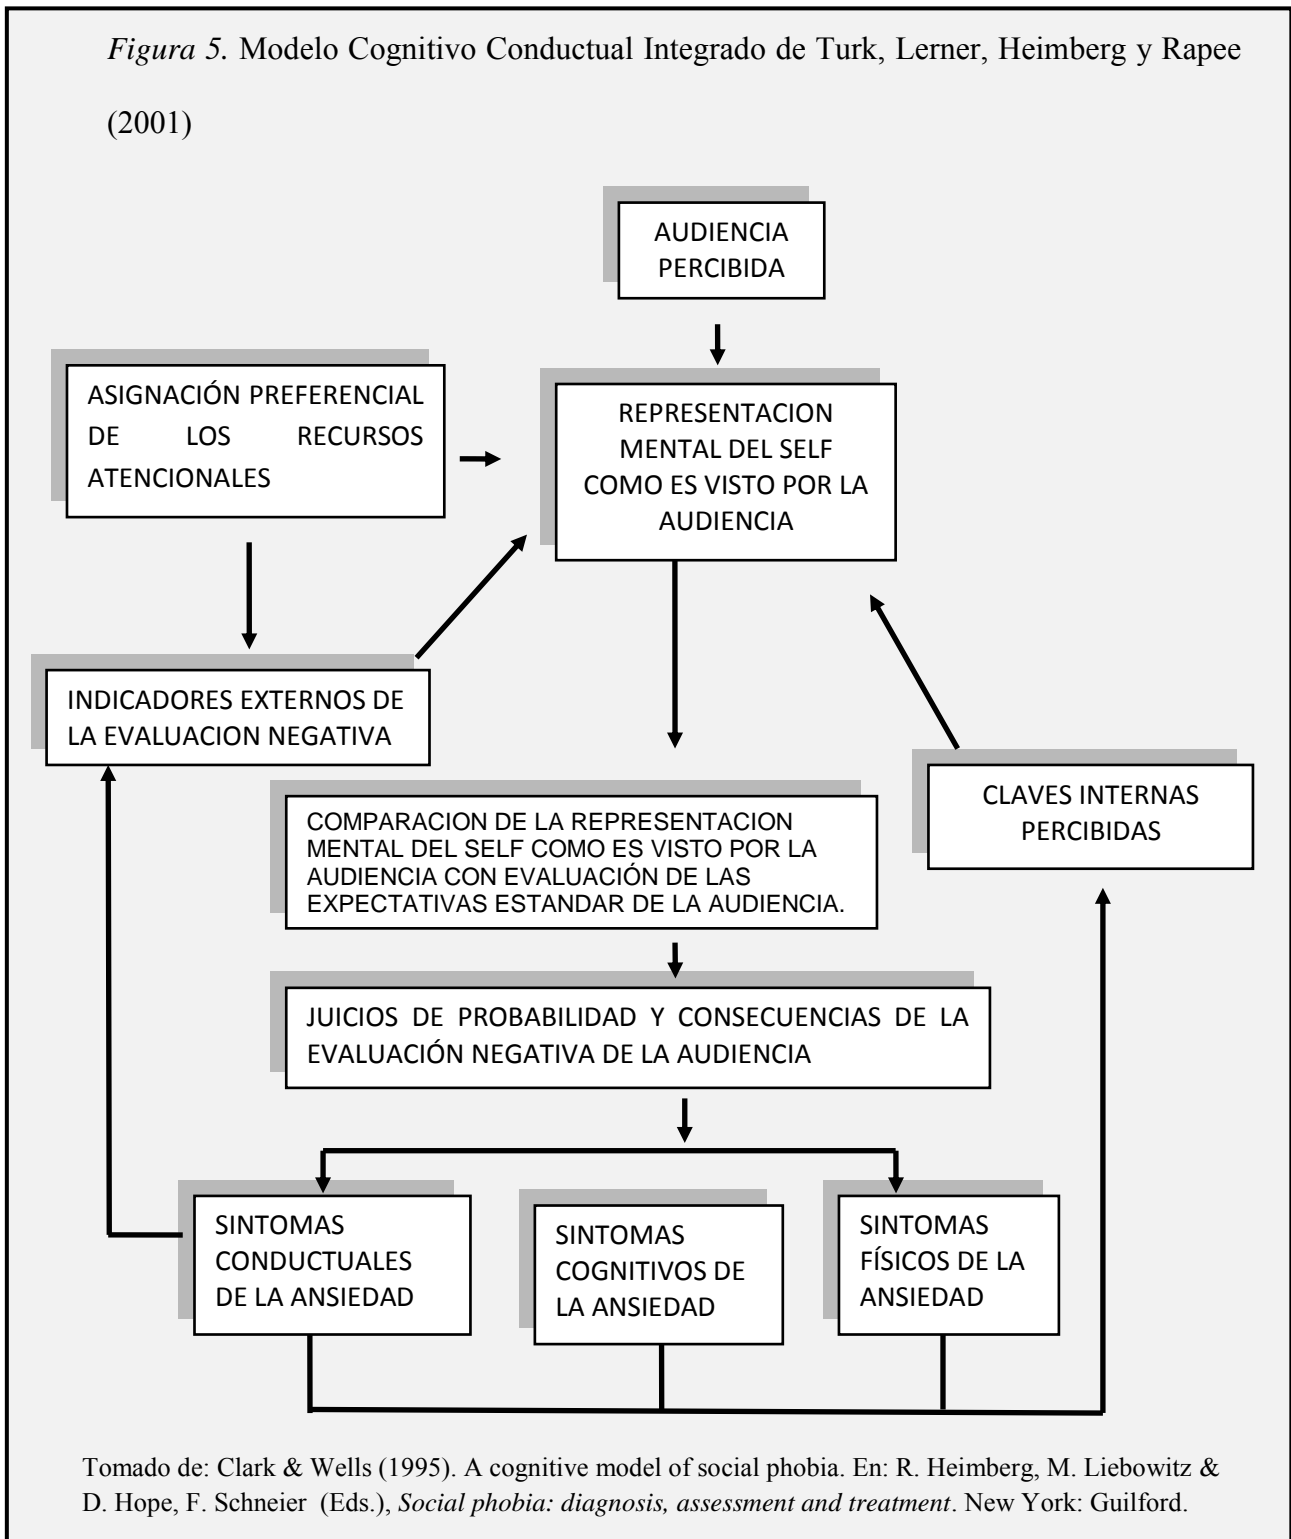 Figura 5. Modelo Cognitivo Conductual Integrado de Turk, Lerner, Heimberg y Rapee
(2001)
AUDIENCIA
PERCIBIDA
ASIGNACIÓN PREFERENCIAL
DE LOS RECURSOS
ATENCIONALES
REPRESENTACION
MENTAL DEL SELF
COMO ES VISTO POR LA
AUDIENCIA
INDICADORES EXTERNOS DE
LA EVALUACION NEGATIVA
CLAVES INTERNAS
PERCIBIDAS
COMPARACION DE LA REPRESENTACION
MENTAL DEL SELF COMO ES VISTO POR LA
AUDIENCIA CON EVALUACIÓN DE LAS
EXPECTATIVAS ESTANDAR DE LA AUDIENCIA.
JUICIOS DE PROBABILIDAD Y CONSECUENCIAS DE LA
EVALUACIÓN NEGATIVA DE LA AUDIENCIA
SINTOMAS
CONDUCTUALES
DE LA ANSIEDAD
SINTOMAS
COGNITIVOS DE
LA ANSIEDAD
SINTOMAS
FÍSICOS DE LA
ANSIEDAD
Tomado de: Clark & Wells (1995). A cognitive model of social phobia. En: R. Heimberg, M. Liebowitz &
D. Hope, F. Schneier (Eds.), Social phobia: diagnosis, assessment and treatment. New York: Guilford.